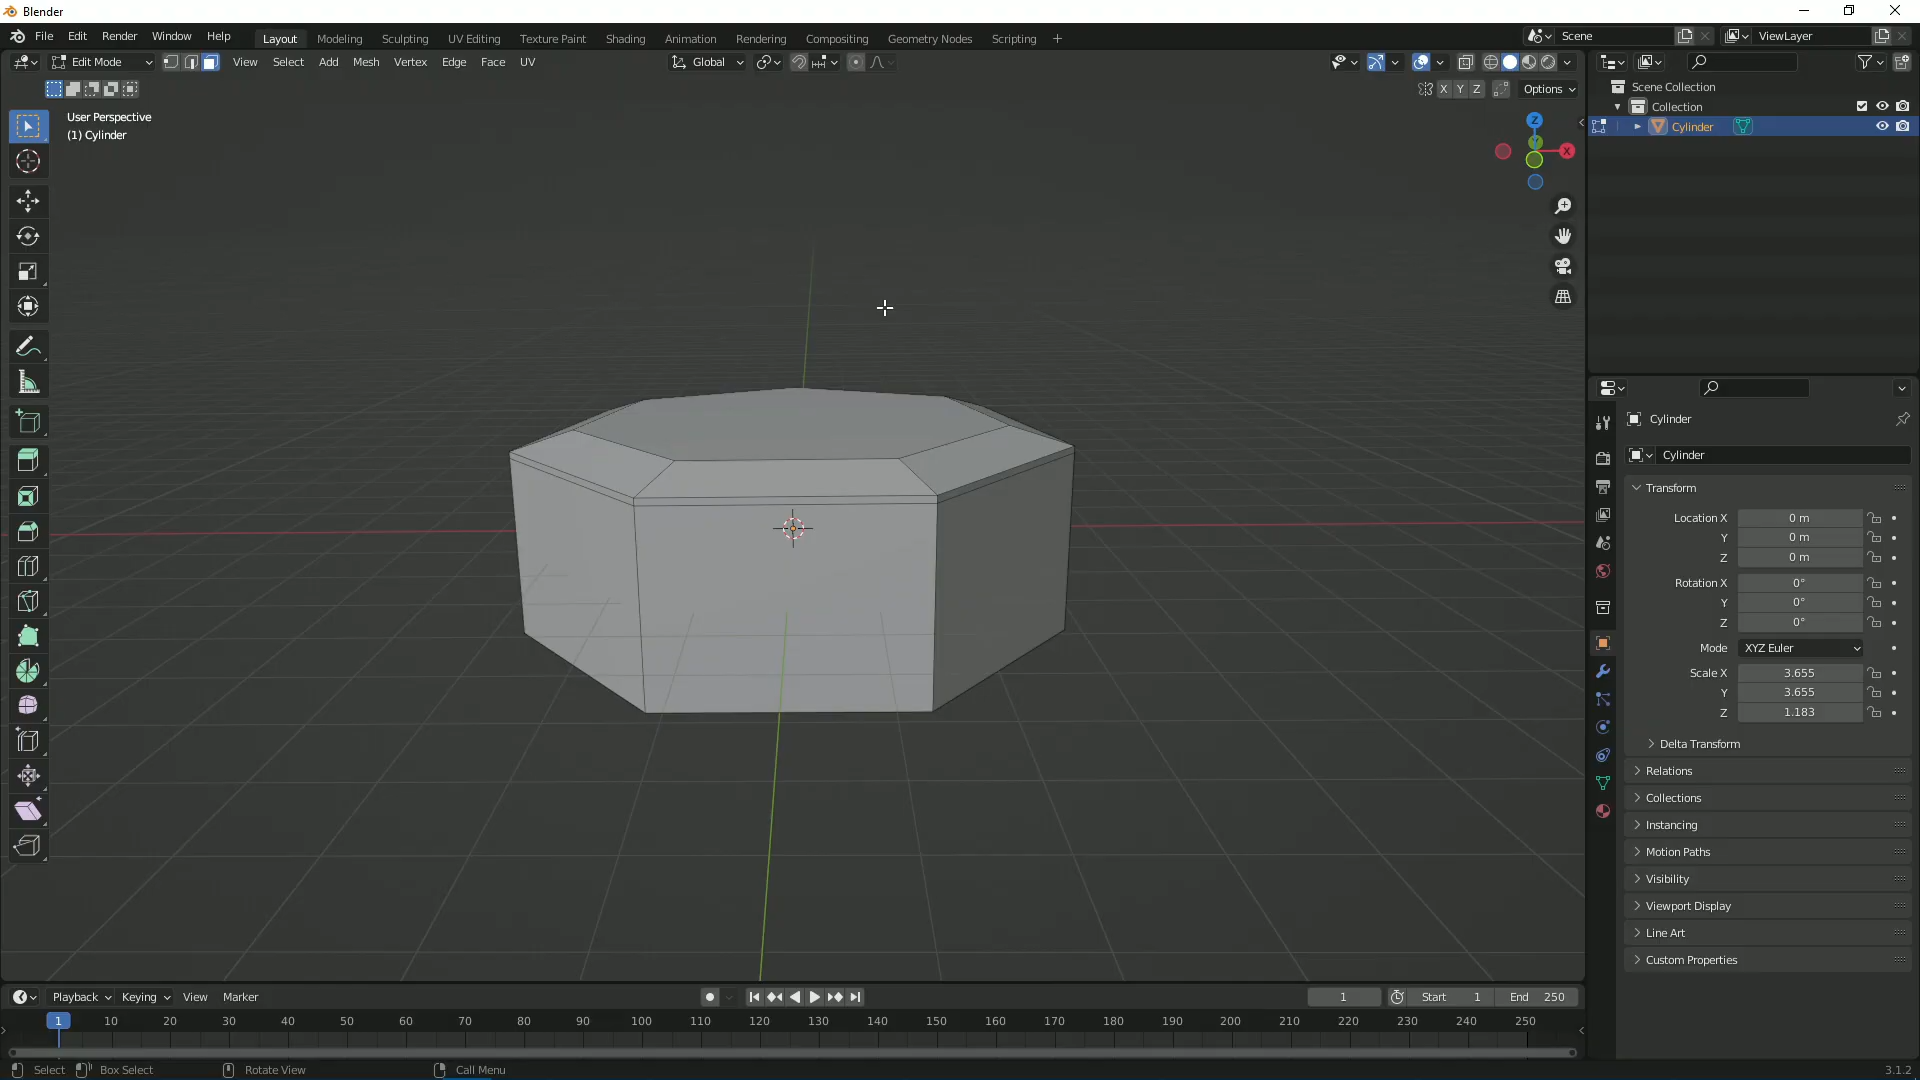 Blender
File Edit Render Window Help Layout Modeling Sculpting UV Editing Texture Paint Shading Animation Rendering Compositing Geometry Nodes Scripting + Scene ViewLayer
Edit Mode View Select Add Mesh Vertex Edge Face UV Global
X Y Z Options
User Perspective
(1) Cylinder
Z
X
Scene Collection
Collection
Cylinder
Cylinder
Cylinder
Transform
Location X 0 m
Y 0 m
Z 0 m
Rotation X 0°
Y 0°
Z 0°
Mode XYZ Euler
Scale X 3.655
Y 3.655
Z 1.183
Delta Transform
Relations
Collections
Instancing
Motion Paths
Visibility
Viewport Display
Line Art
Custom Properties
Playback Keying View Marker 1 Start 1 End 250
1 10 20 30 40 50 60 70 80 90 100 110 120 130 140 150 160 170 180 190 200 210 220 230 240 250
Select Box Select Rotate View Call Menu 3.1.2